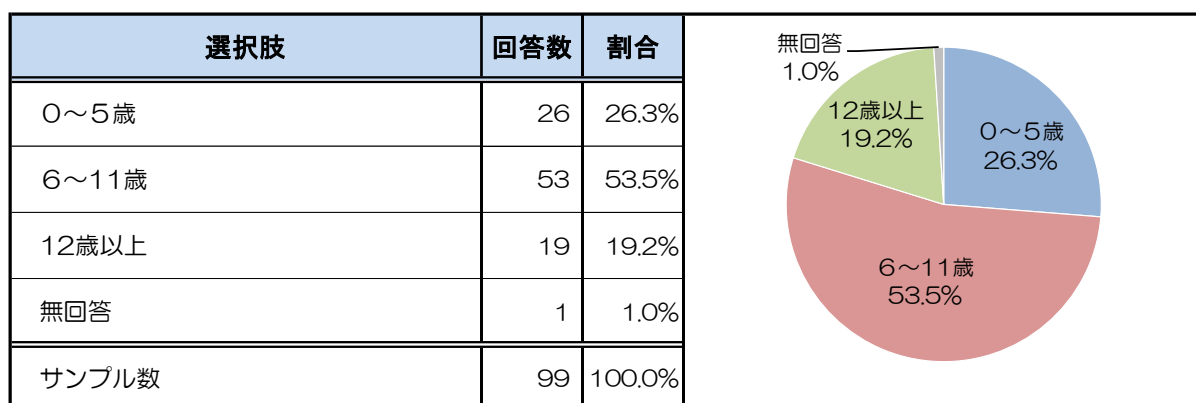 選択肢 回答数 割合
0～5歳 26 26.3%
6～11歳 53 53.5%
12歳以上 19 19.2%
無回答 1 1.0%
サンプル数 99 100.0%
無回答
1.0%
12歳以上
19.2%
0～5歳
26.3%
6～11歳
53.5%